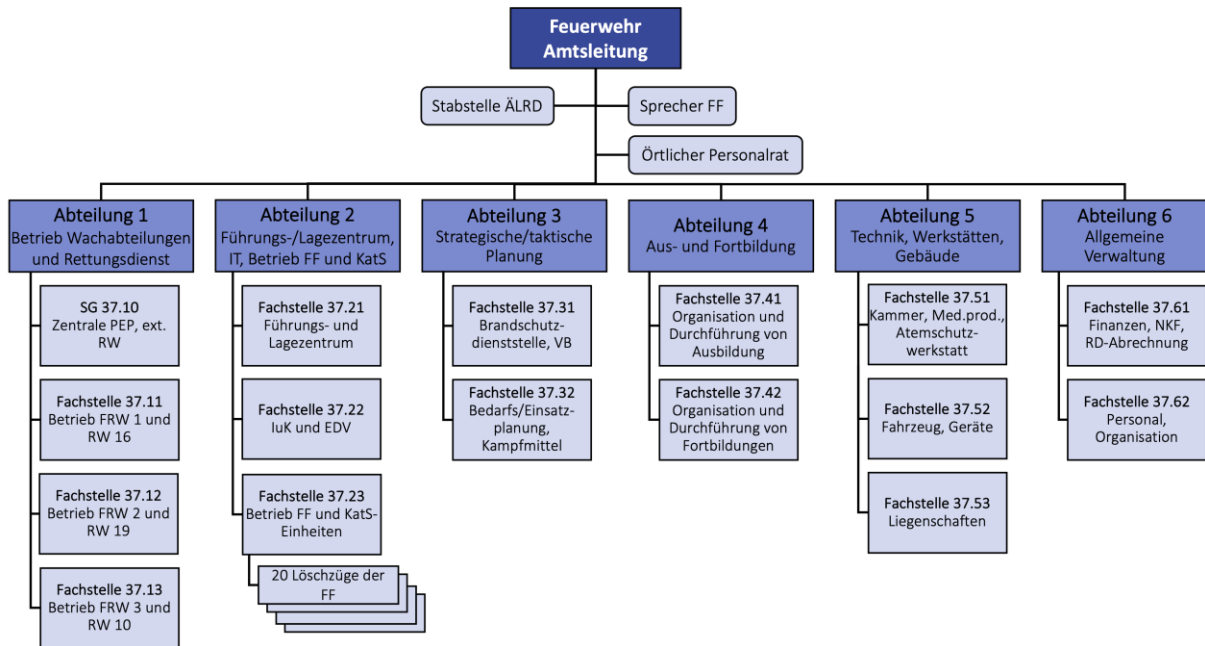 Feuerwehr
Amtsleitung
Stabstelle ÄLRD
Sprecher FF
Örtlicher Personalrat
Abteilung 1
Betrieb Wachabteilungen
und Rettungsdienst
SG 37.10
Zentrale PEP, ext.
RW
Fachstelle 37.11
Betrieb FRW 1 und
RW 16
Fachstelle 37.12
Betrieb FRW 2 und
RW 19
Fachstelle 37.13
Betrieb FRW 3 und
RW 10
Abteilung 2
Führungs-/Lagezentrum,
IT, Betrieb FF und KatS
Fachstelle 37.21
Führungs- und
Lagezentrum
Fachstelle 37.22
IuK und EDV
Fachstelle 37.23
Betrieb FF und KatS-
Einheiten
20 Löschzüge der
FF
Abteilung 3
Strategische/taktische
Planung
Fachstelle 37.31
Brandschutz-
dienststelle, VB
Fachstelle 37.32
Bedarfs/Einsatz-
planung,
Kampfmittel
Abteilung 4
Aus- und Fortbildung
Fachstelle 37.41
Organisation und
Durchführung von
Ausbildung
Fachstelle 37.42
Organisation und
Durchführung von
Fortbildungen
Abteilung 5
Technik, Werkstätten,
Gebäude
Fachstelle 37.51
Kammer, Med.prod.,
Atemschutz-
werkstatt
Fachstelle 37.52
Fahrzeug, Geräte
Fachstelle 37.53
Liegenschaften
Abteilung 6
Allgemeine
Verwaltung
Fachstelle 37.61
Finanzen, NKF,
RD-Abrechnung
Fachstelle 37.62
Personal,
Organisation